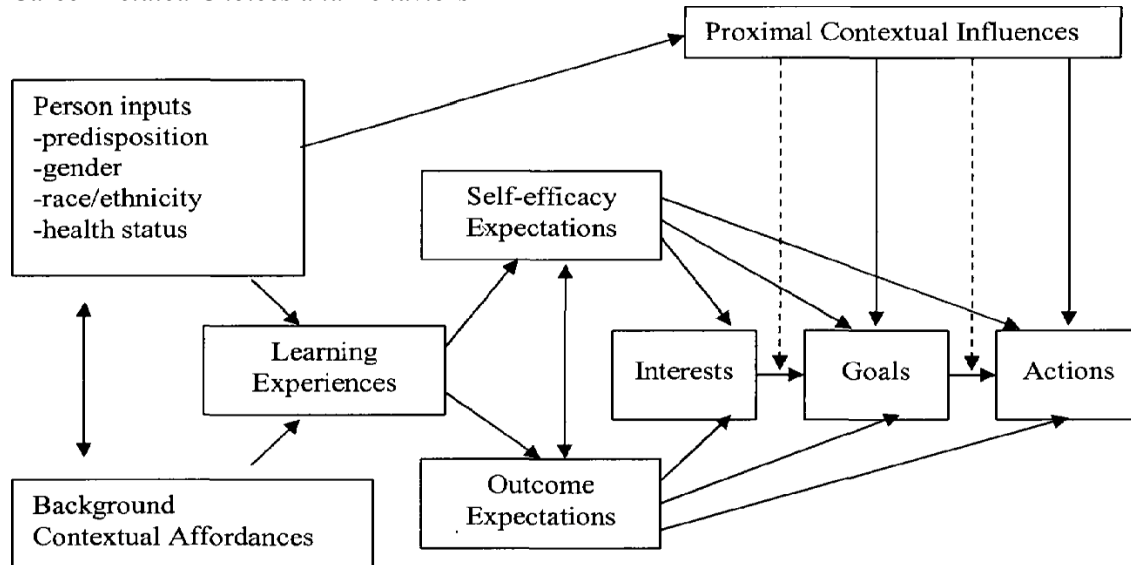 Proximal Contextual Influences
Person inputs
-predisposition
-gender
-race/ethnicity
-health status
Self-efficacy
Expectations
Learning
Experiences
Interests
Goals
Actions
Outcome
Expectations
Background
Contextual Affordances